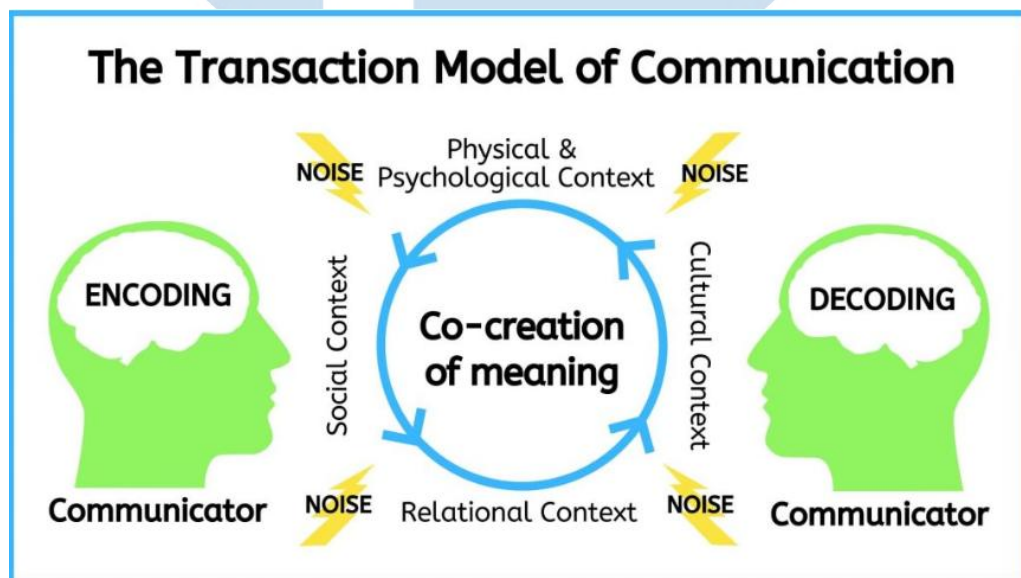 The Transaction Model of Communication
NOISE
Physical &
Psychological Context
NOISE
ENCODING
Social Context
Co-creation
of meaning
Cultural Context
DECODING
Communicator
NOISE
Relational Context
NOISE
Communicator